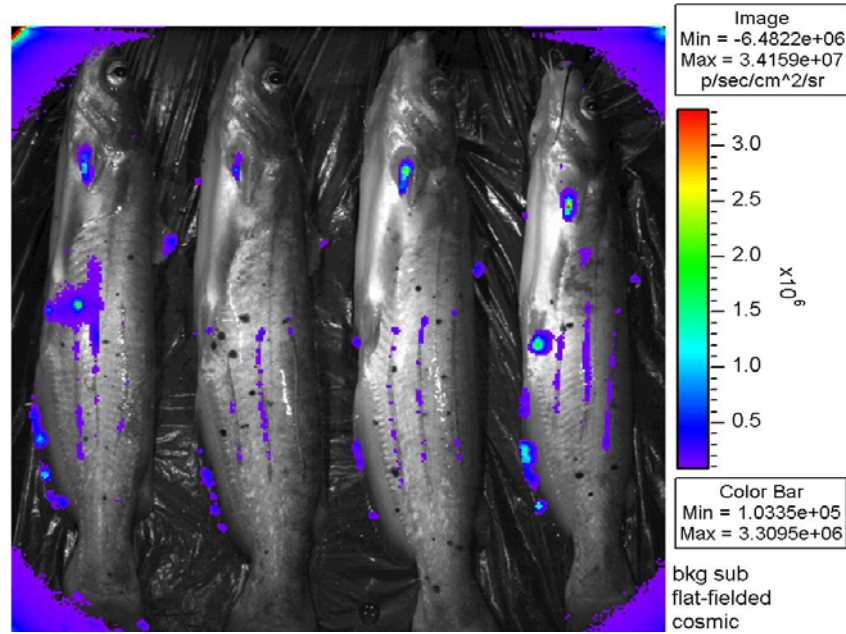 Image
Min = -6.4822e+06
Max = 3.4159e+07
p/sec/cm^2/sr
3.0
2.5
2.0
1.5
1.0
0.5
x10^6
Color Bar
Min = 1.0335e+05
Max = 3.3095e+06
bkg sub
flat-fielded
cosmic